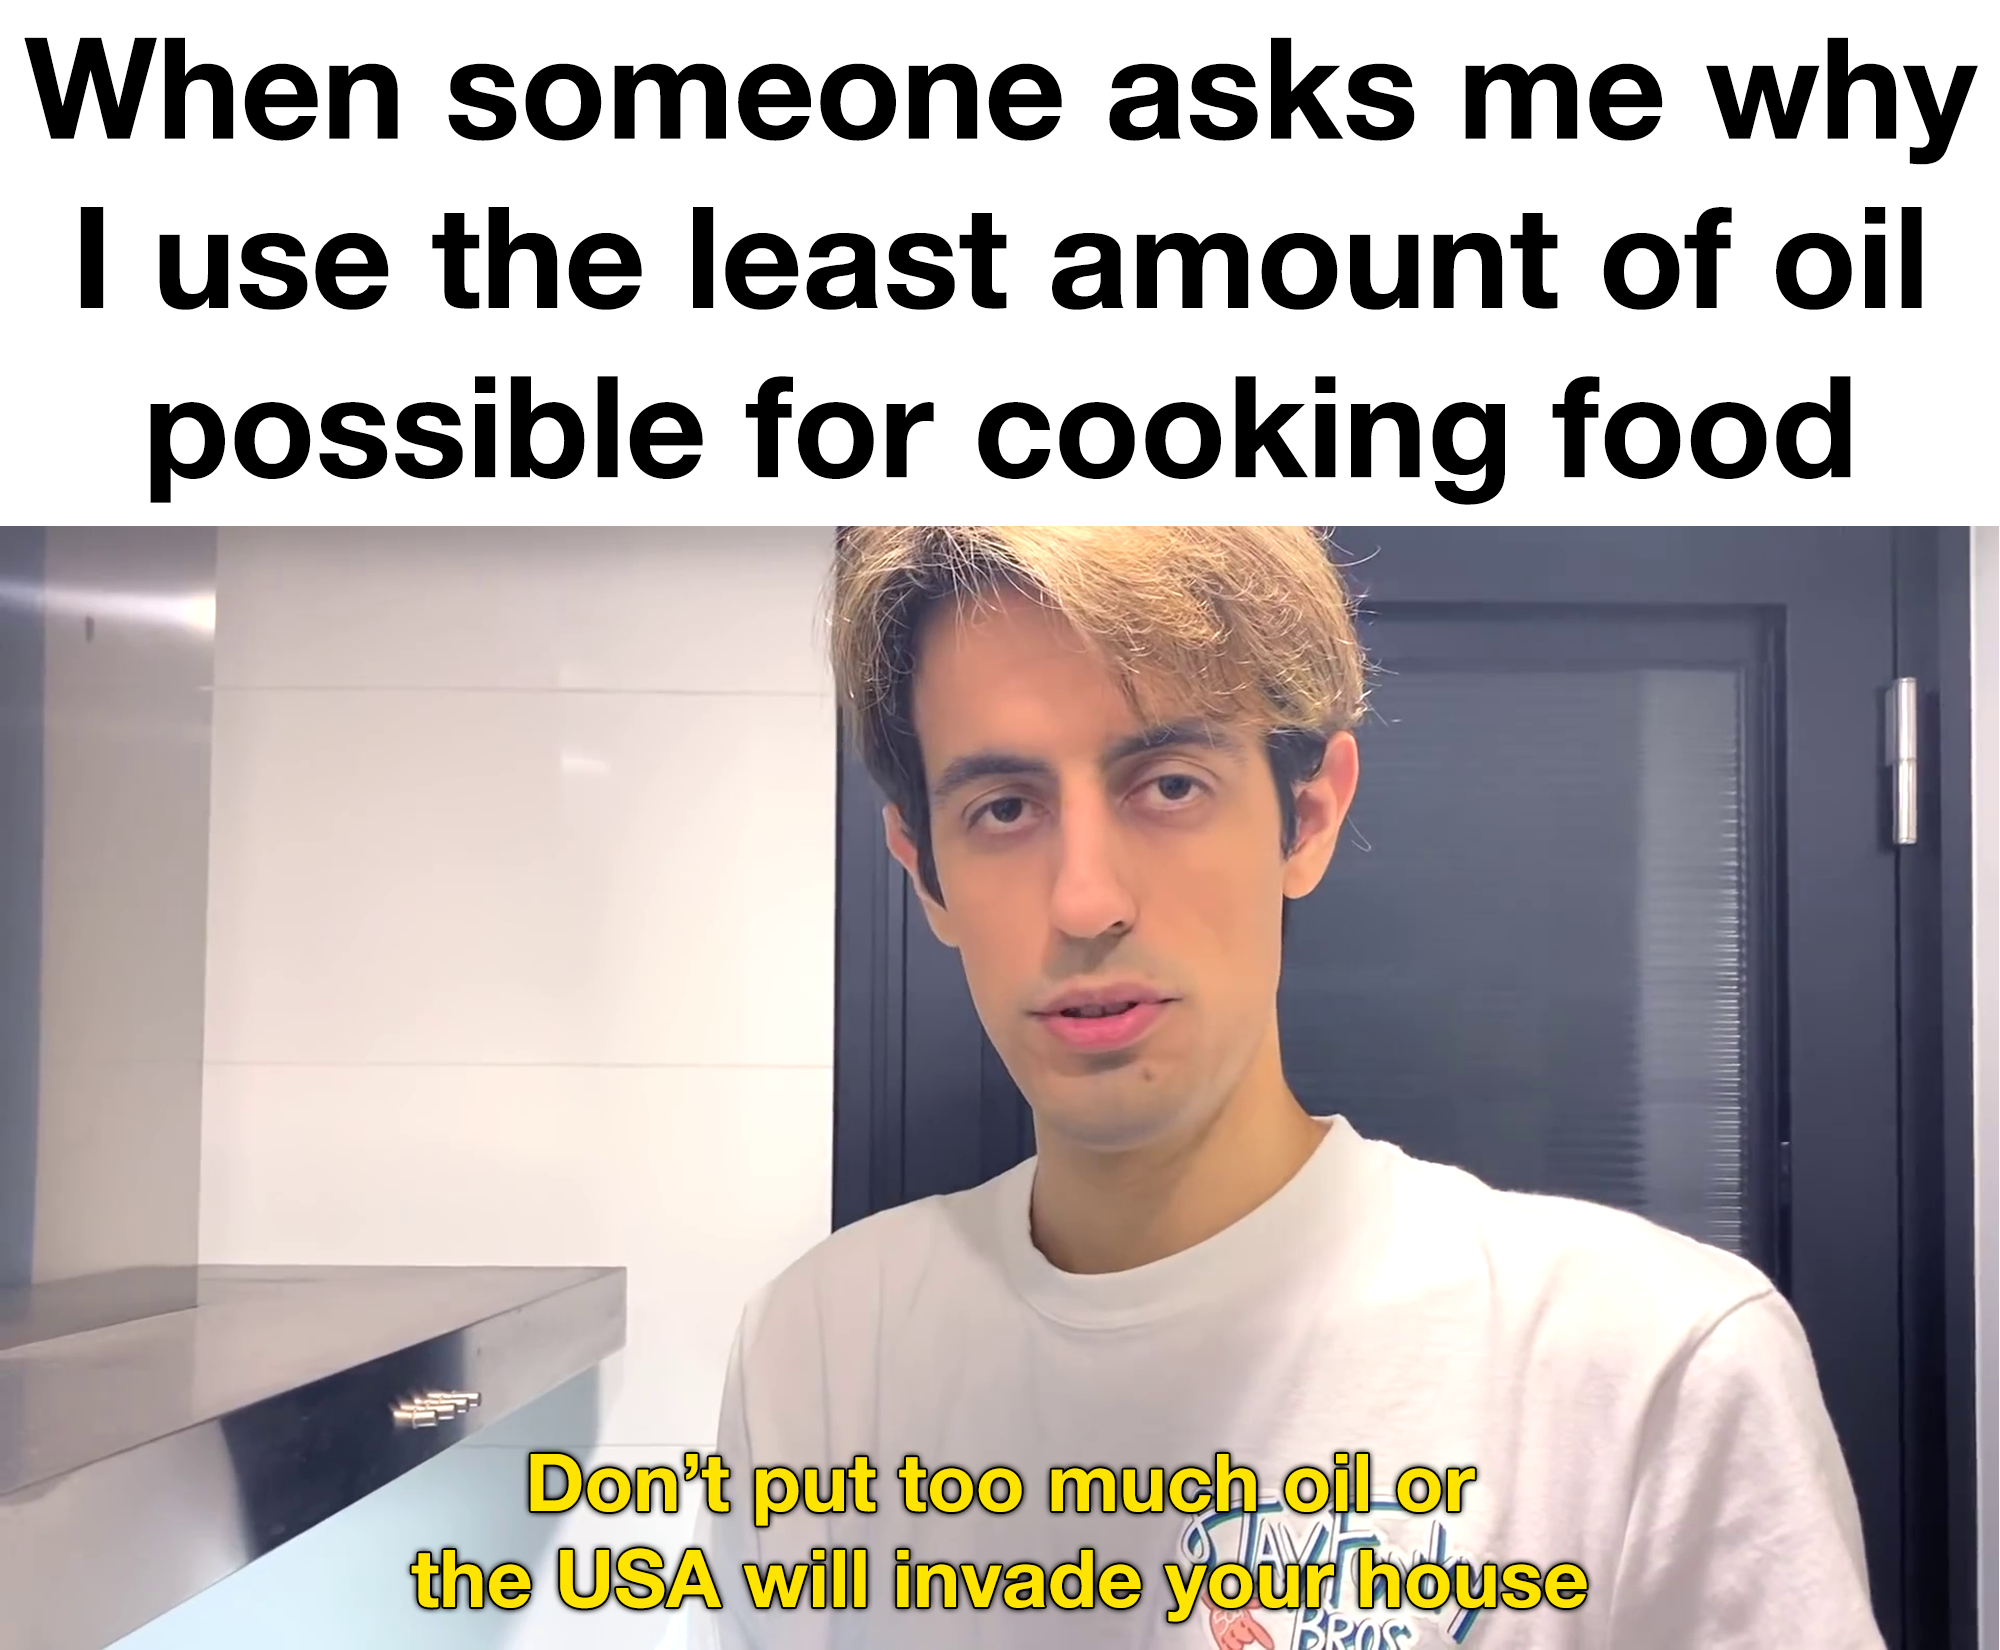 When someone asks me why
I use the least amount of oil
possible for cooking food
Don’t put too much oil or
the USA will invade your house
BROS